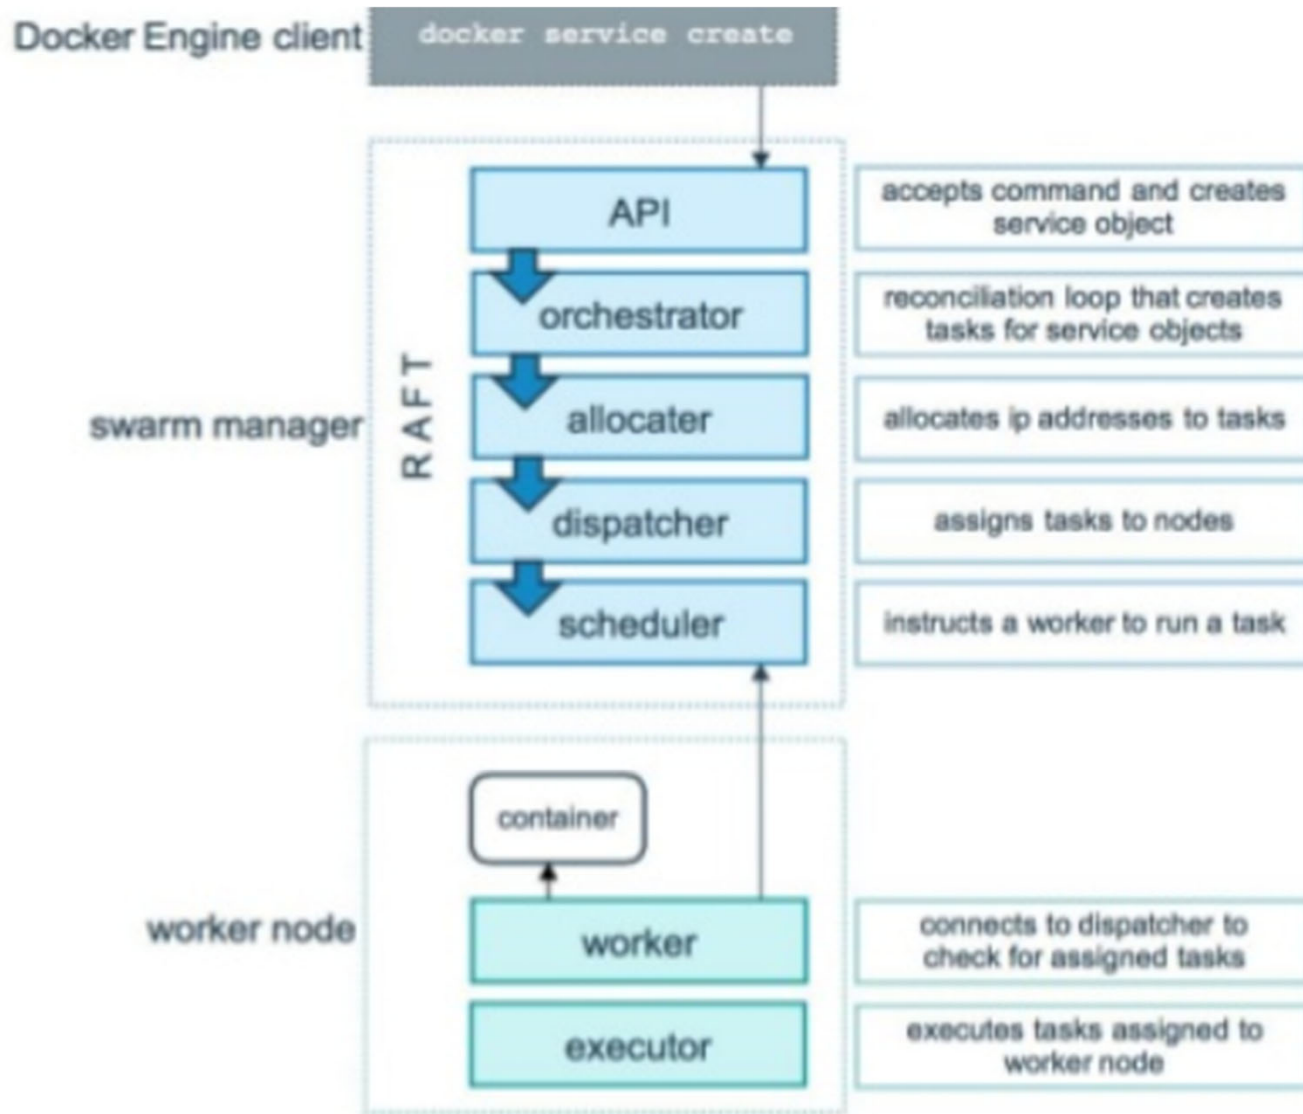 Docker Engine client
docker service create
API
accepts command and creates
service object
orchestrator
reconciliation loop that creates
tasks for service objects
swarm manager
RAFT
allocater
allocates ip addresses to tasks
dispatcher
assigns tasks to nodes
scheduler
instructs a worker to run a task
container
worker node
worker
connects to dispatcher to
check for assigned tasks
executor
executes tasks assigned to
worker node